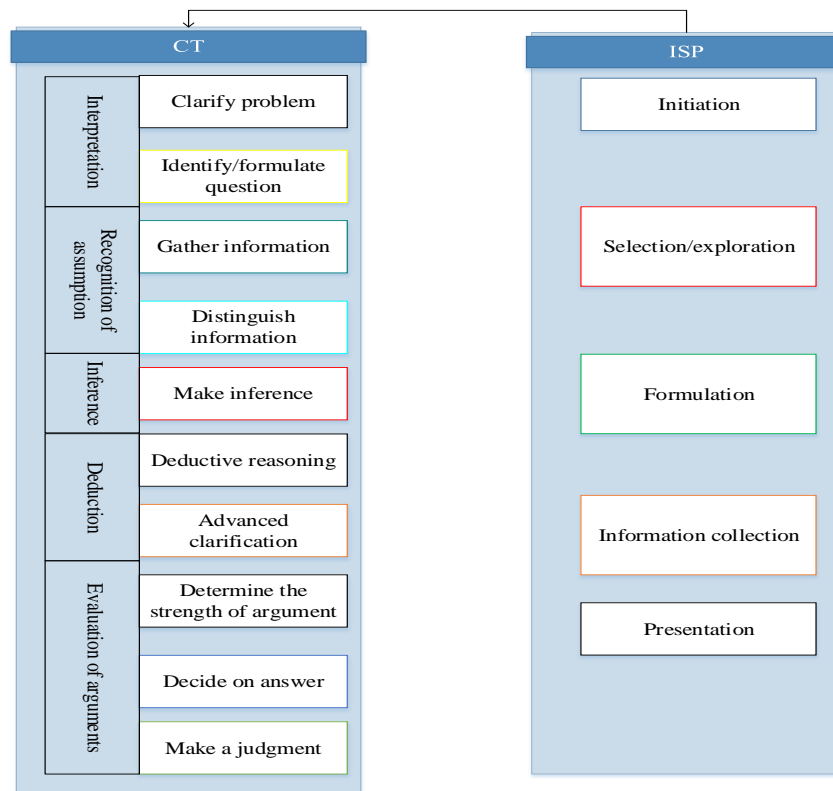 CT
Interpretation
Clarify problem
Identify/formulate
question
Recognition of
assumption
Gather information
Distinguish
information
Inference
Make inference
Deduction
Deductive reasoning
Advanced
clarification
Evaluation of arguments
Determine the
strength of argument
Decide on answer
Make a judgment
ISP
Initiation
Selection/exploration
Formulation
Information collection
Presentation